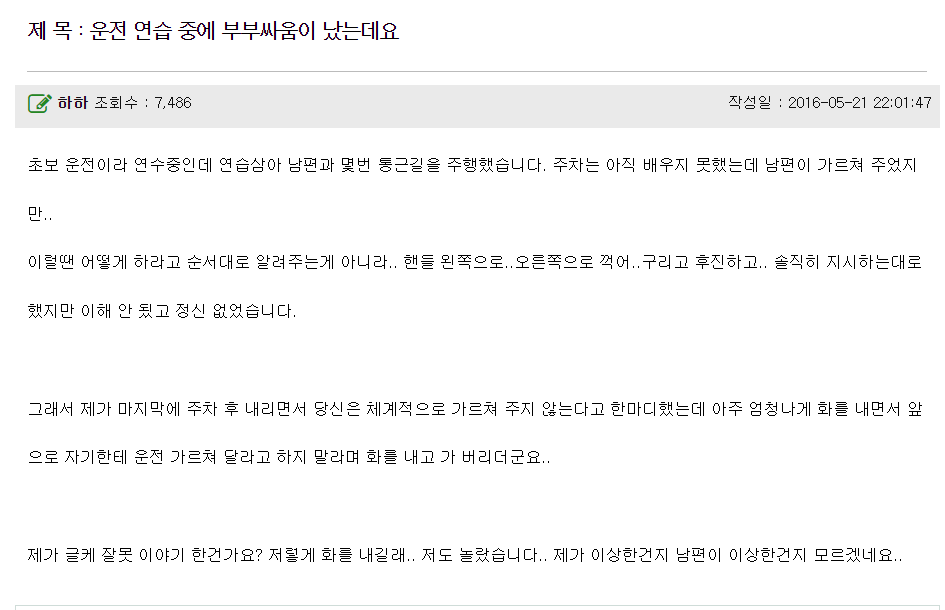 제 목 : 운전 연습 중에 부부싸움이 났는데요
하하 조회수 : 7,486 작성일 : 2016-05-21 22:01:47
초보 운전이라 연수중인데 연습삼아 남편과 몇번 통근길을 주행했습니다. 주차는 아직 배우지 못했는데 남편이 가르쳐 주었지
만..
이럴땐 어떻게 하라고 순서대로 알려주는게 아니라.. 핸들 왼쪽으로..오른쪽으로 꺽어..구리고 후진하고.. 솔직히 지시하는대로
했지만 이해 안 됬고 정신 없었습니다.
그래서 제가 마지막에 주차 후 내리면서 당신은 체계적으로 가르쳐 주지 않는다고 한마디했는데 아주 엄청나게 화를 내면서 앞
으로 자기한테 운전 가르쳐 달라고 하지 말라며 화를 내고 가 버리더군요..
제가 글케 잘못 이야기 한건가요? 저렇게 화를 내길래.. 저도 놀랐습니다.. 제가 이상한건지 남편이 이상한건지 모르겠네요..